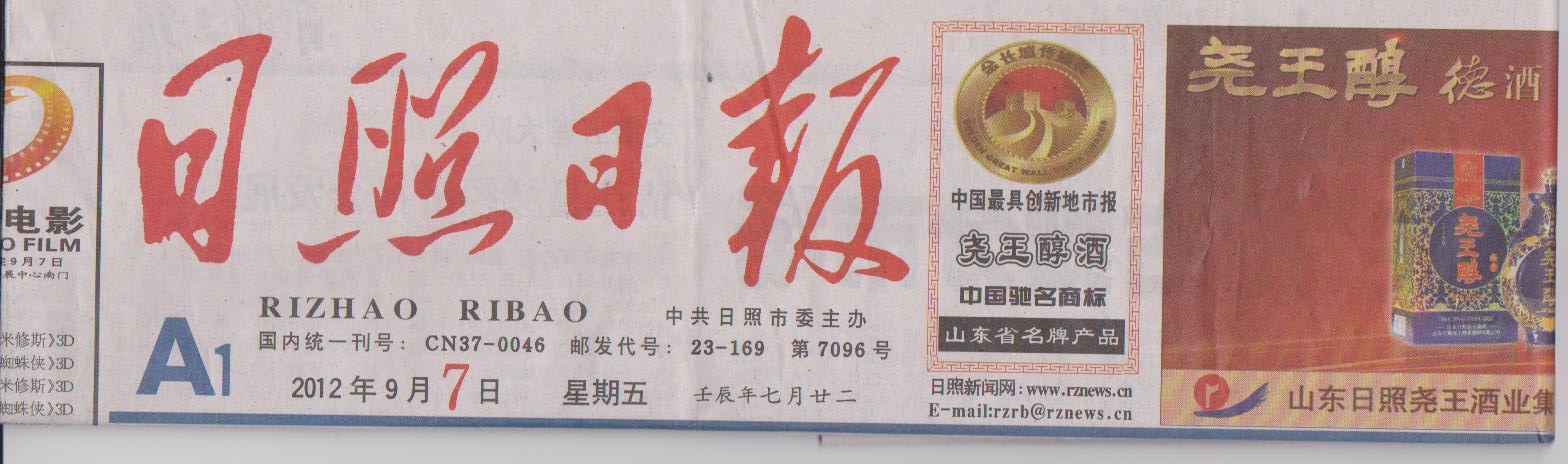 电影
O FILM
年9月7日
展中心南门
米修斯》3D
蜘蛛侠》3D
米修斯》3D
蜘蛛侠》3D
日照日报
RIZHAO RIBAO
中共日照市委主办
A1
国内统一刊号: CN37-0046 邮发代号: 23-169 第7096号
2012年9月7日 星期五 壬辰年七月廿二
中国最具创新地市报
尧王醇酒
中国驰名商标
山东省名牌产品
日照新闻网: www.rznews.cn
E-mail:rzrb@rznews.cn
尧王醇 德酒
尧王醇
山东日照尧王酒业集